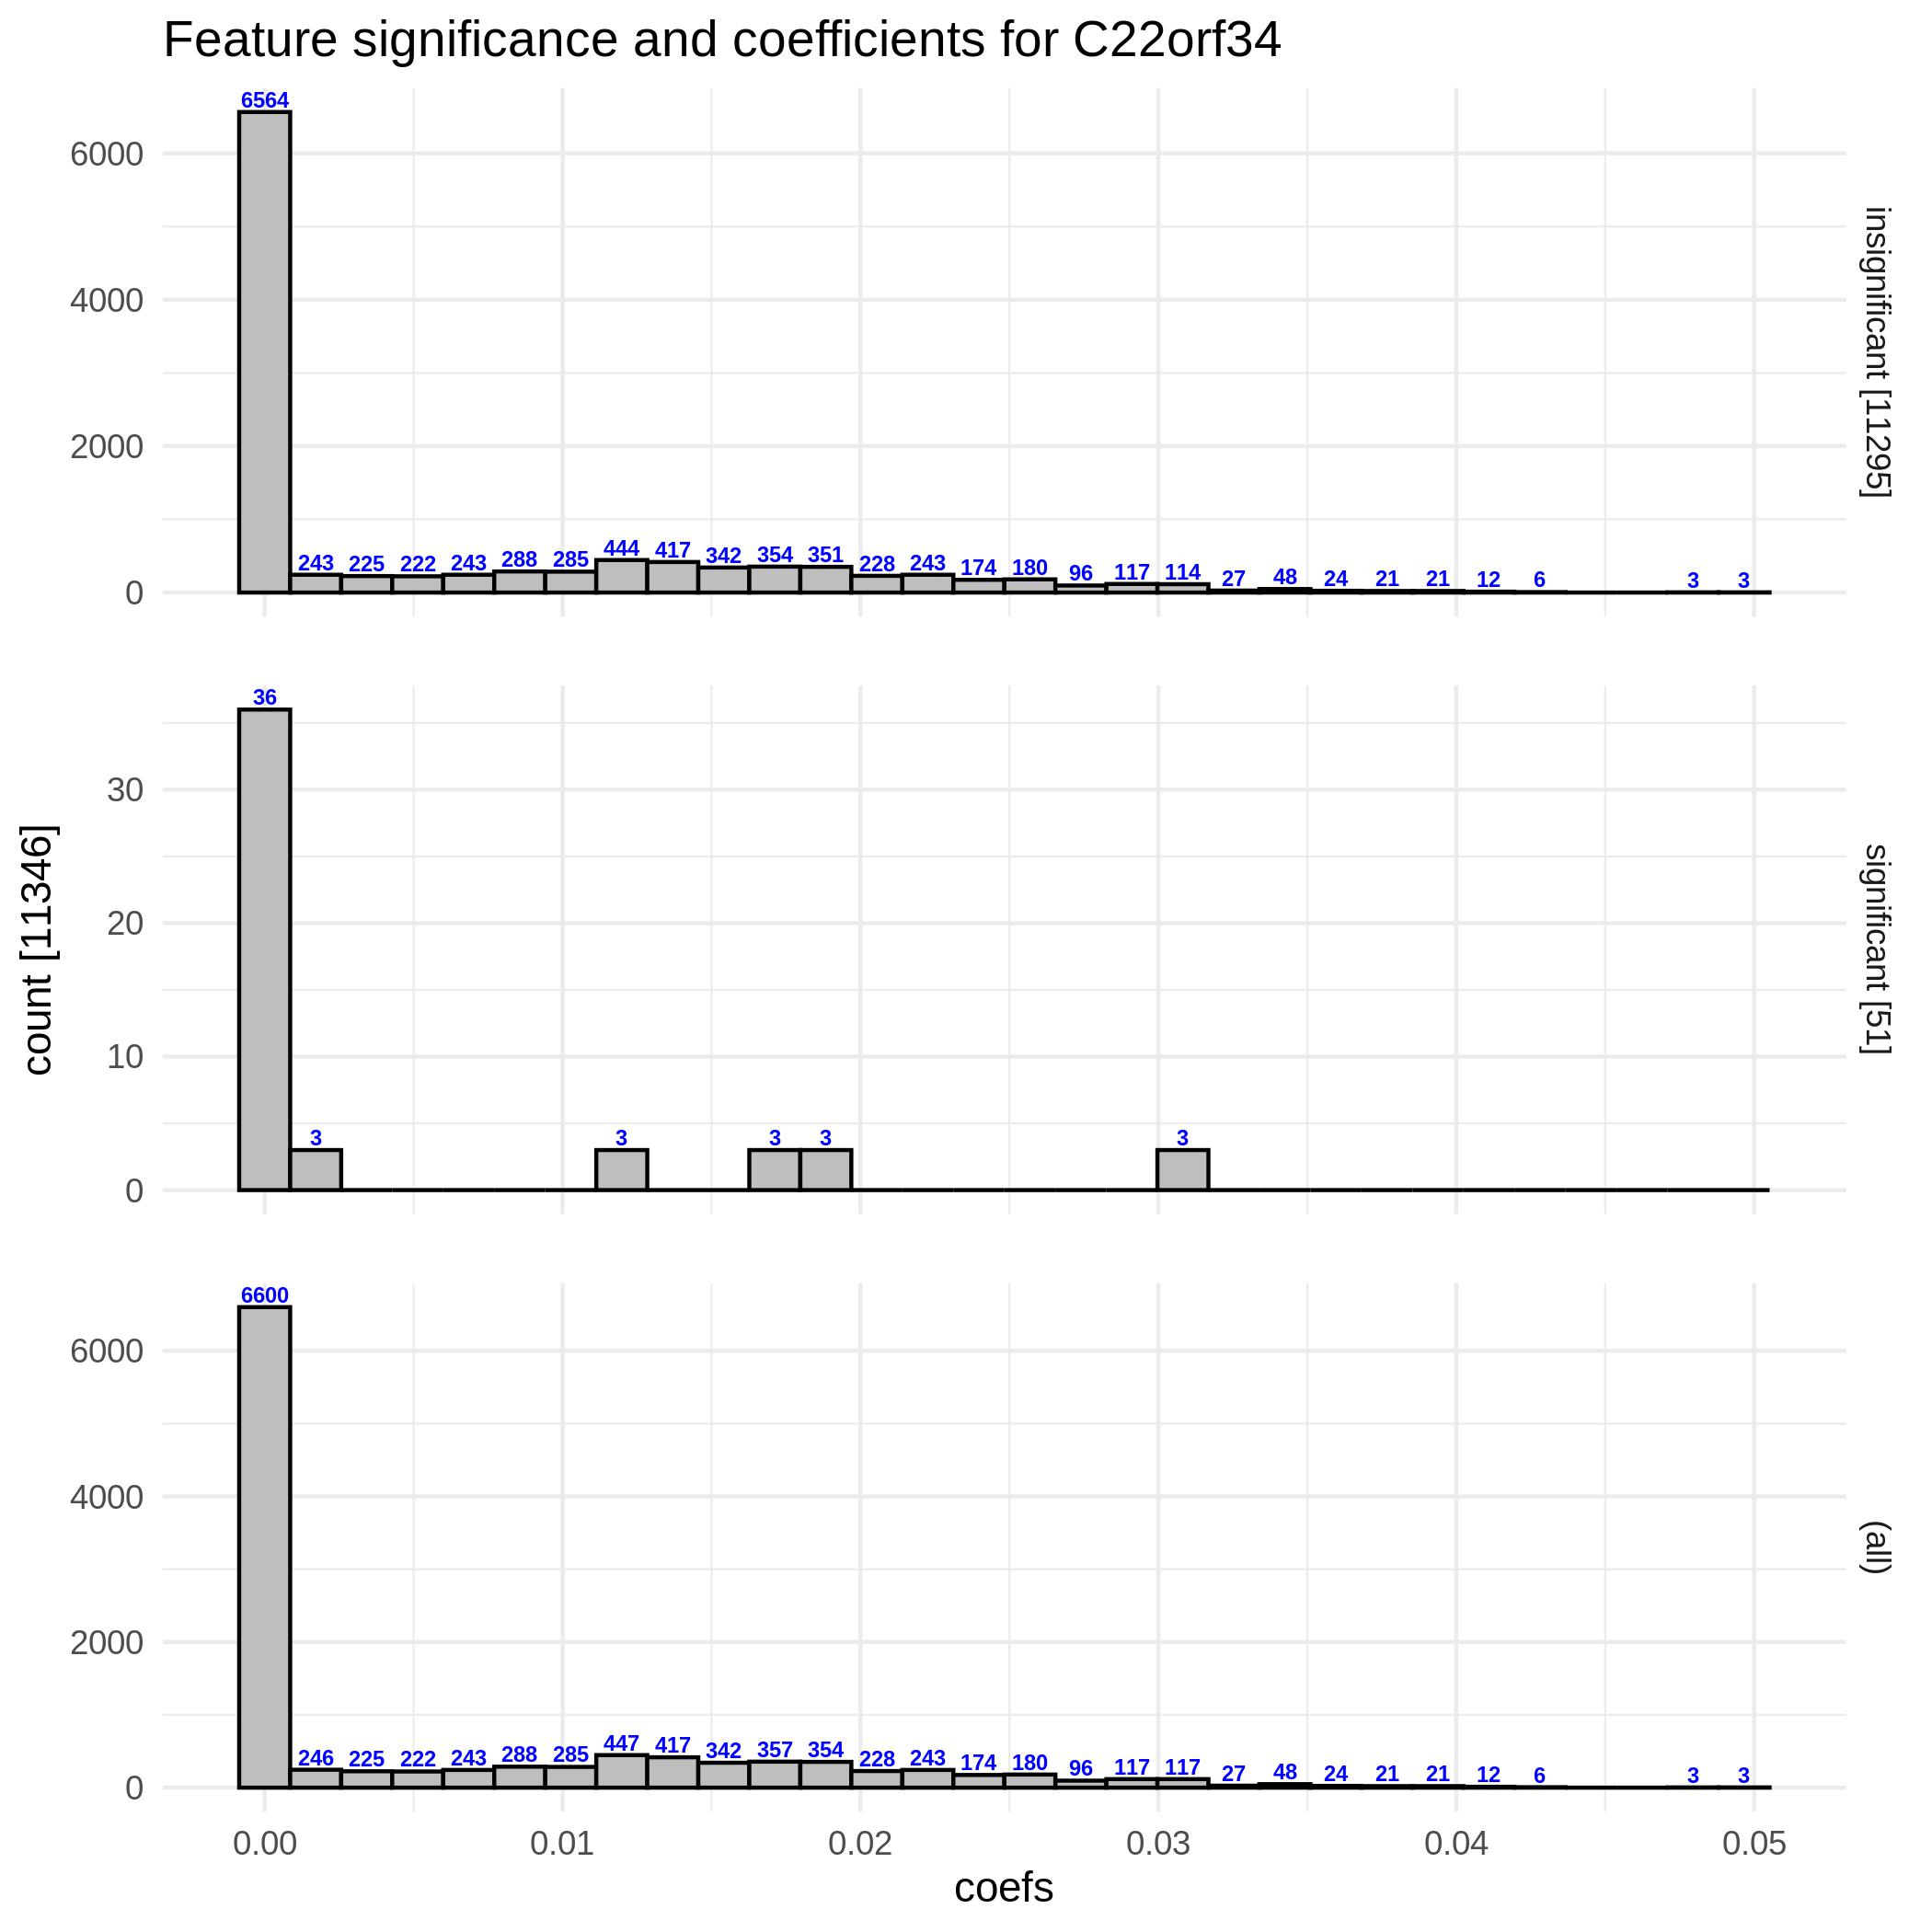 Feature significance and coefficients for C22orf34
count [11346]
6000
4000
2000
0
6564
243 225 222 243 288 285 444 417 342 354 351 228 243 174 180 96 117 114 27 48 24 21 21 12 6 3 3
insignificant [11295]
30
20
10
0
36
3 3 3 3 3
significant [51]
6000
4000
2000
0
6600
246 225 222 243 288 285 447 417 342 357 354 228 243 174 180 96 117 117 27 48 24 21 21 12 6 3 3
(all)
0.00 0.01 0.02 0.03 0.04 0.05
coefs